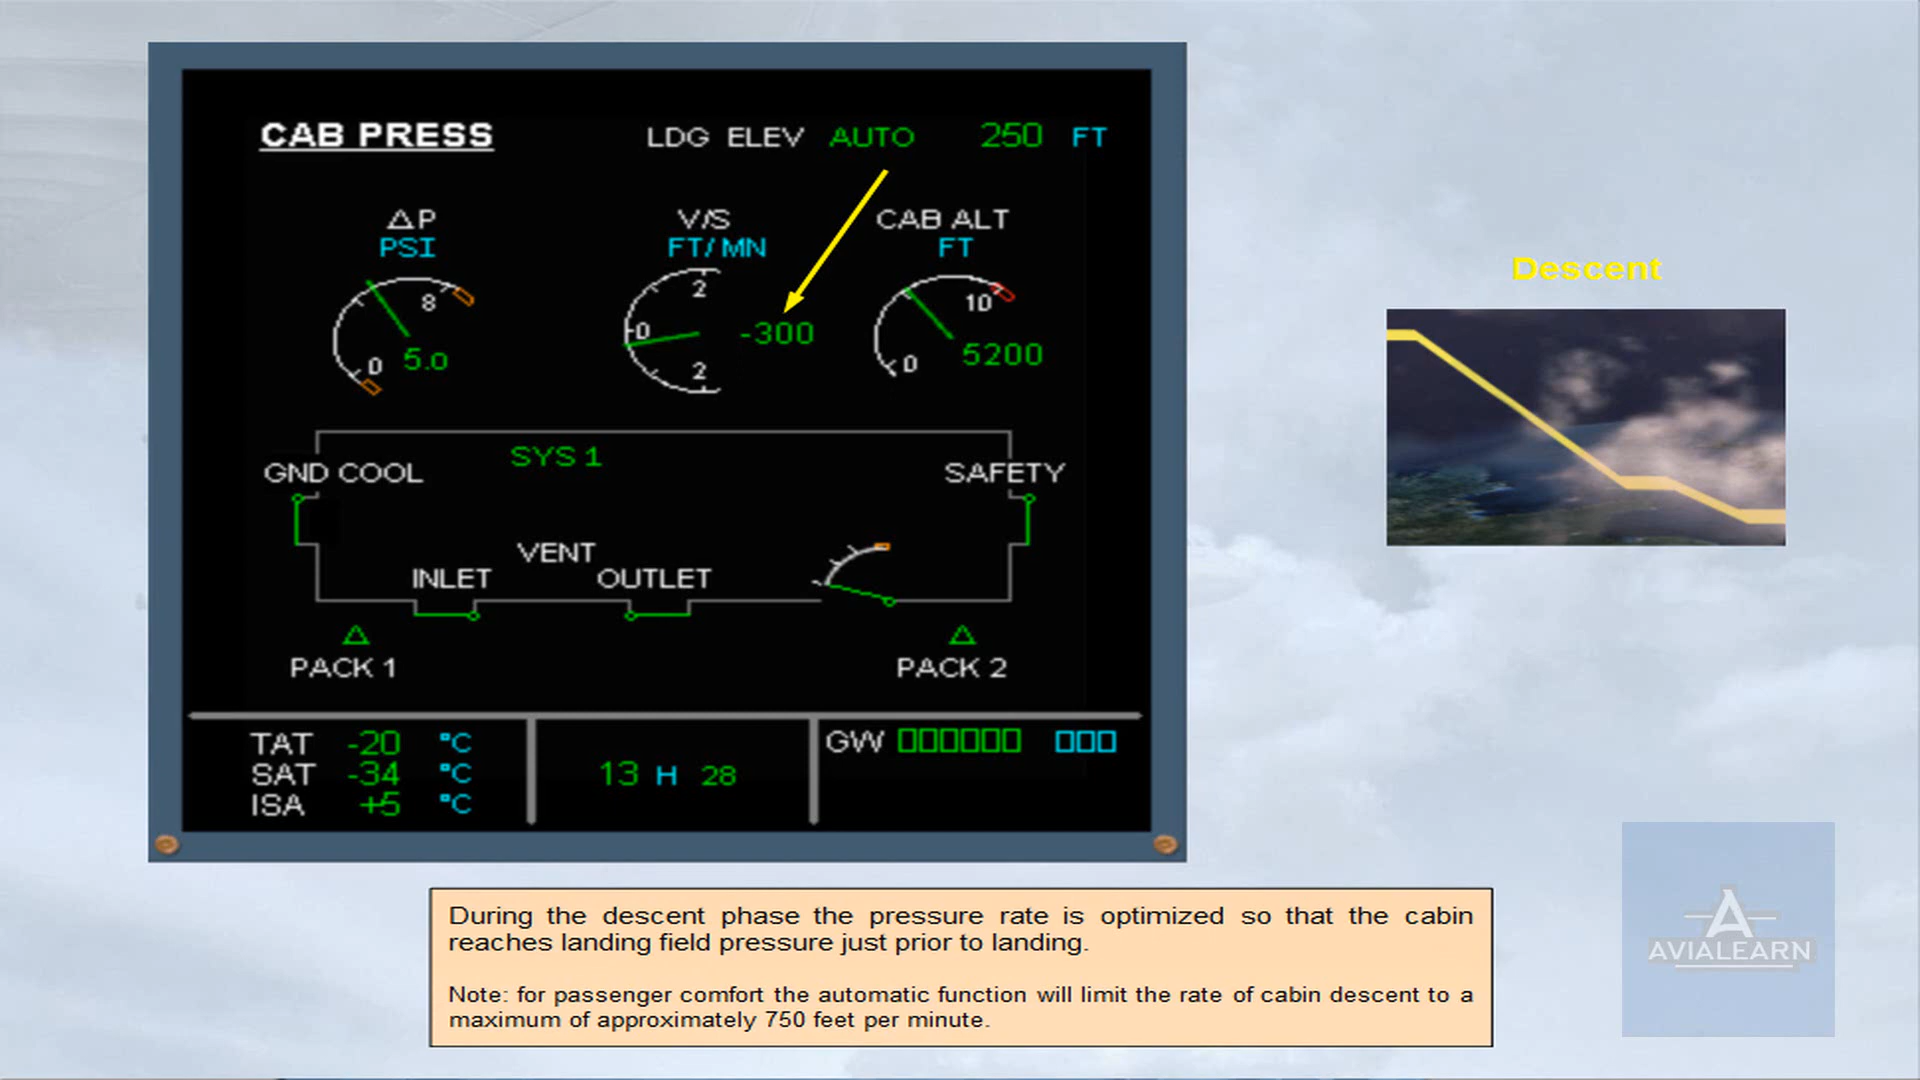 CAB PRESS LDG ELEV AUTO 250 FT
ΔP V/S CAB ALT
PSI FT/MN FT
8 2 10
0 -300
0 5.0 2 0 5200
SYS 1
GND COOL SAFETY
VENT
INLET OUTLET
PACK 1 PACK 2
TAT -20 °C GW
SAT -34 °C 13 H 28
ISA +5 °C
Descent
During the descent phase the pressure rate is optimized so that the cabin
reaches landing field pressure just prior to landing.
Note: for passenger comfort the automatic function will limit the rate of cabin descent to a
maximum of approximately 750 feet per minute.
AVIALEARN